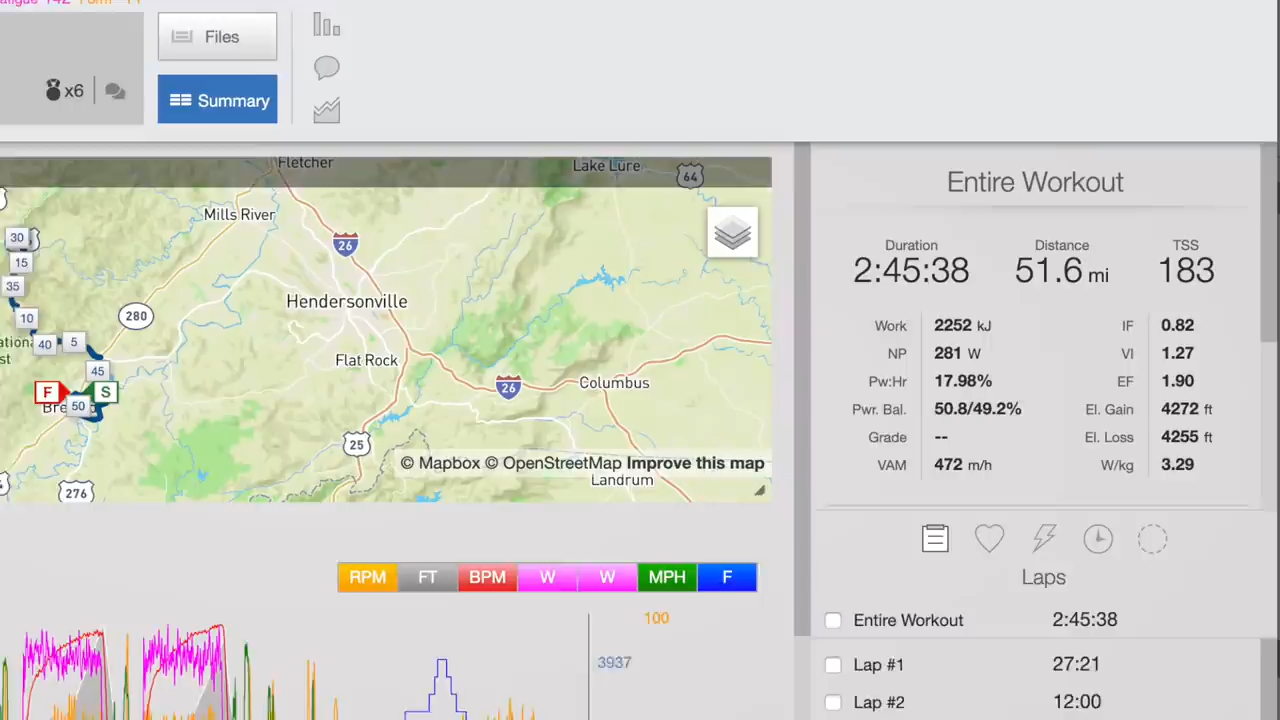 Files
x6
Summary
Fletcher
Lake Lure
64
Mills River
30
15
26
35
Hendersonville
10
280
40
5
Flat Rock
45
Columbus
26
F
S
50
25
© Mapbox © OpenStreetMap Improve this map
Landrum
276
Entire Workout
Duration Distance TSS
2:45:38 51.6 mi 183
Work 2252 kJ IF 0.82
NP 281 W VI 1.27
Pw:Hr 17.98% EF 1.90
Pwr. Bal. 50.8/49.2% El. Gain 4272 ft
Grade -- El. Loss 4255 ft
VAM 472 m/h W/kg 3.29
Laps
Entire Workout 2:45:38
Lap #1 27:21
Lap #2 12:00
RPM FT BPM W W MPH F
100
3937